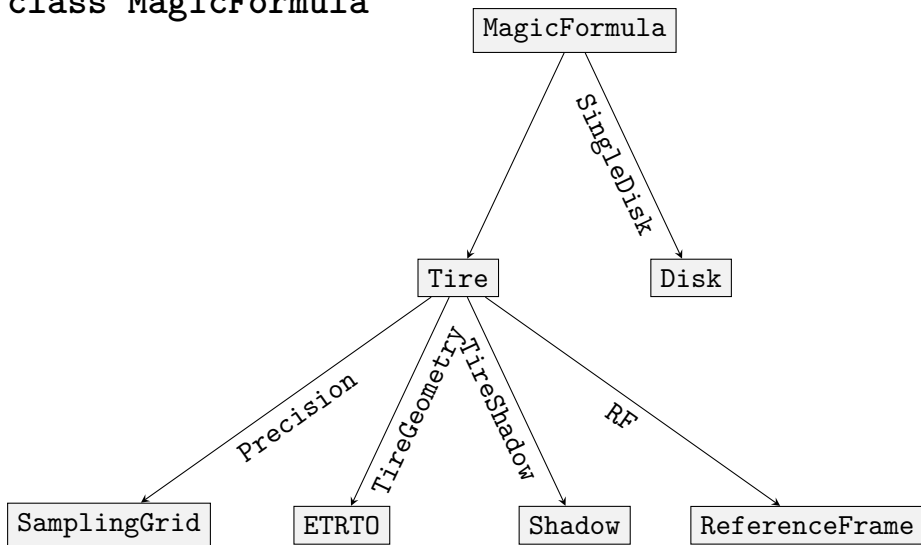 class MagicFormula
MagicFormula
SingleDisk
Tire
Disk
Precision
TireGeometry
TireShadow
RF
SamplingGrid
ETRTO
Shadow
ReferenceFrame